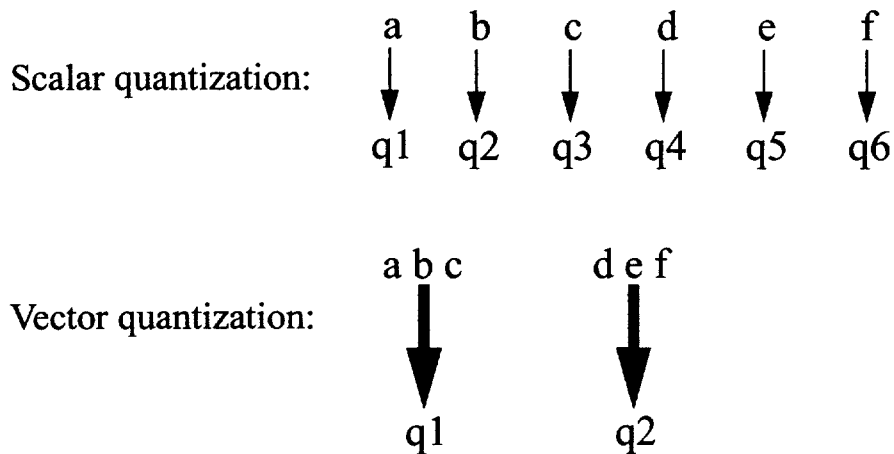 a b c d e f
Scalar quantization:
q1 q2 q3 q4 q5 q6
a b c d e f
Vector quantization:
q1 q2